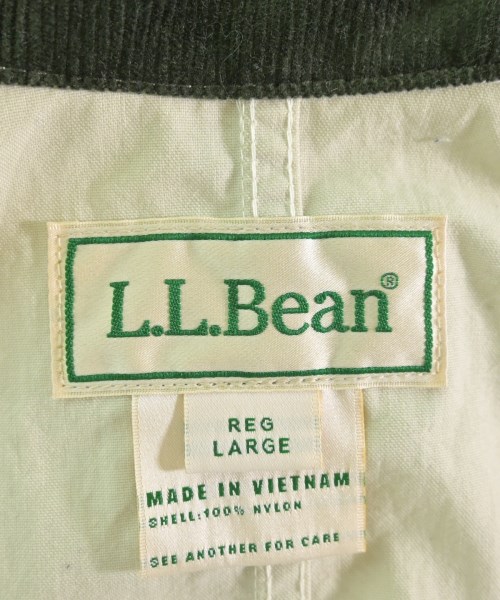 L.L.Bean®
REG
LARGE
MADE IN VIETNAM
SHELL:100% NYLON
SEE ANOTHER FOR CARE